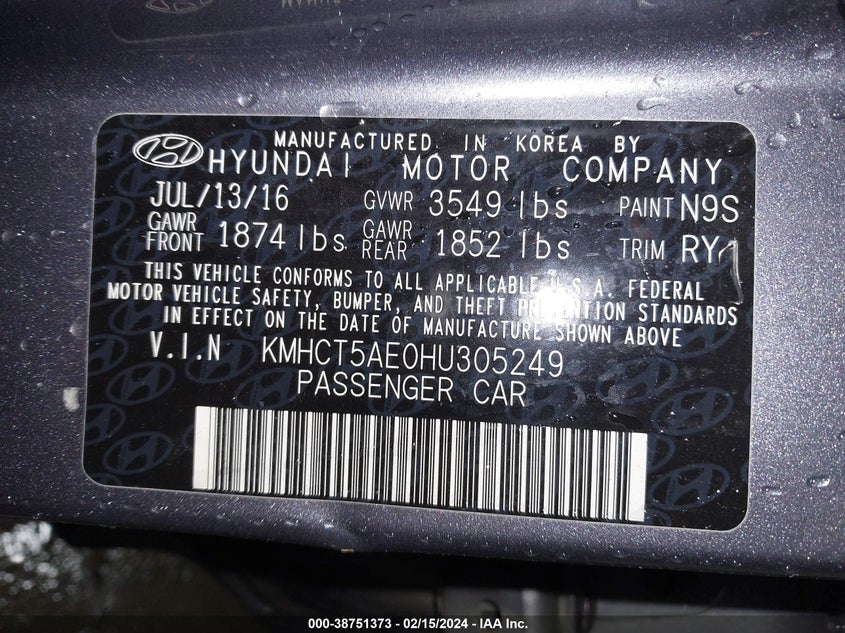 MANUFACTURED IN KOREA BY
HYUNDAI MOTOR COMPANY
JUL/13/16 GVWR 3549 lbs PAINT N9S
GAWR FRONT 1874 lbs GAWR REAR 1852 lbs TRIM RY
THIS VEHICLE CONFORMS TO ALL APPLICABLE U.S.A. FEDERAL
MOTOR VEHICLE SAFETY, BUMPER, AND THEFT PREVENTION STANDARDS
IN EFFECT ON THE DATE OF MANUFACTURE SHOWN ABOVE
V.I.N KMHCT5AE0HU305249
PASSENGER CAR
000-38751373 - 02/15/2024 - IAA Inc.